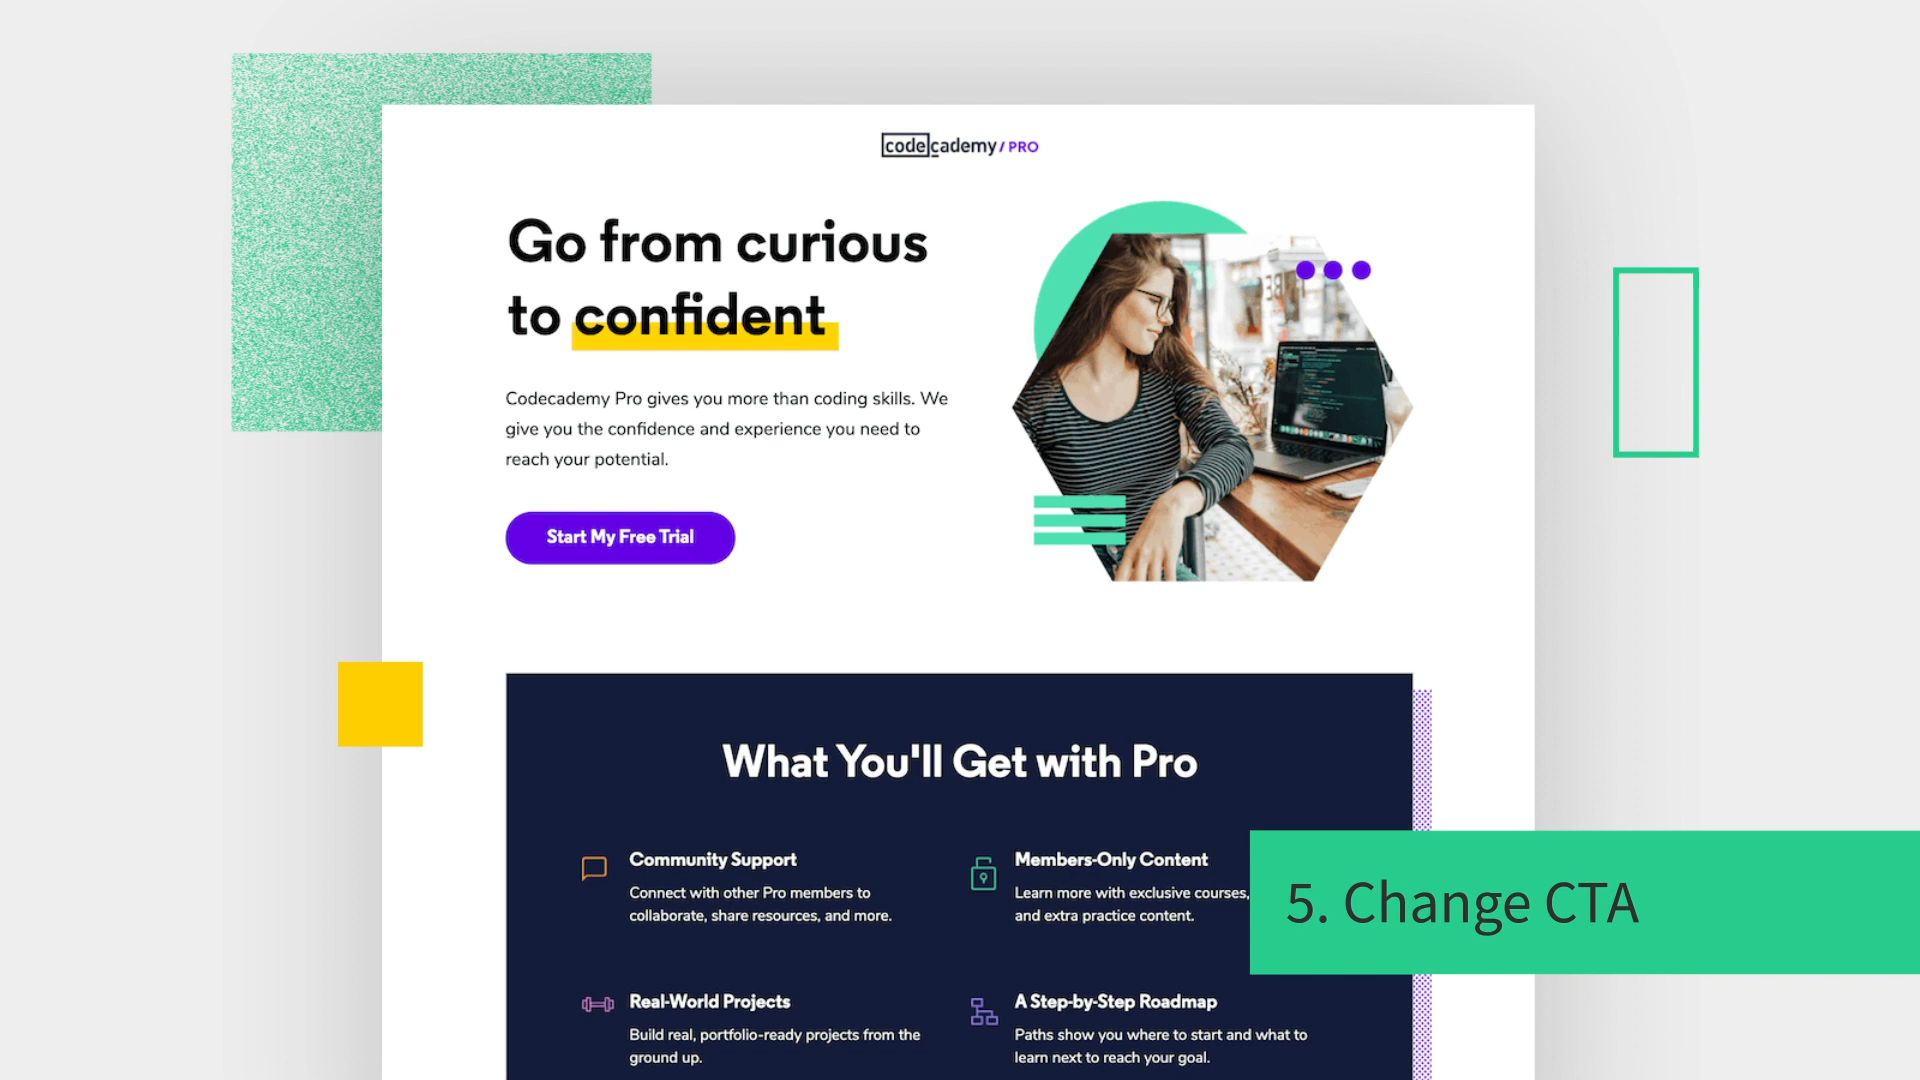 codecademy / PRO
Go from curious
to confident
Codecademy Pro gives you more than coding skills. We
give you the confidence and experience you need to
reach your potential.
Start My Free Trial
What You'll Get with Pro
Community Support
Connect with other Pro members to
collaborate, share resources, and more.
Members-Only Content
Learn more with exclusive courses,
and extra practice content.
Real-World Projects
Build real, portfolio-ready projects from the
ground up.
A Step-by-Step Roadmap
Paths show you where to start and what to
learn next to reach your goal.
5. Change CTA